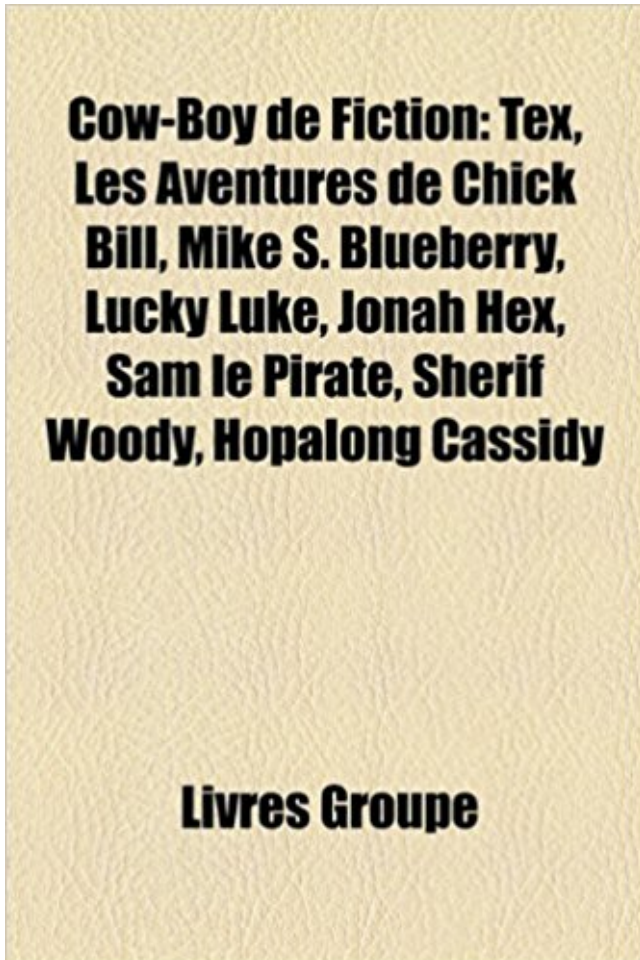 Cow-Boy de Fiction: Tex,
Les Aventures de Chick
Bill, Mike S. Blueberry,
Lucky Luke, Jonah Hex,
Sam le Pirate, Sherif
Woody, Hopalong Cassidy
Livres Groupe